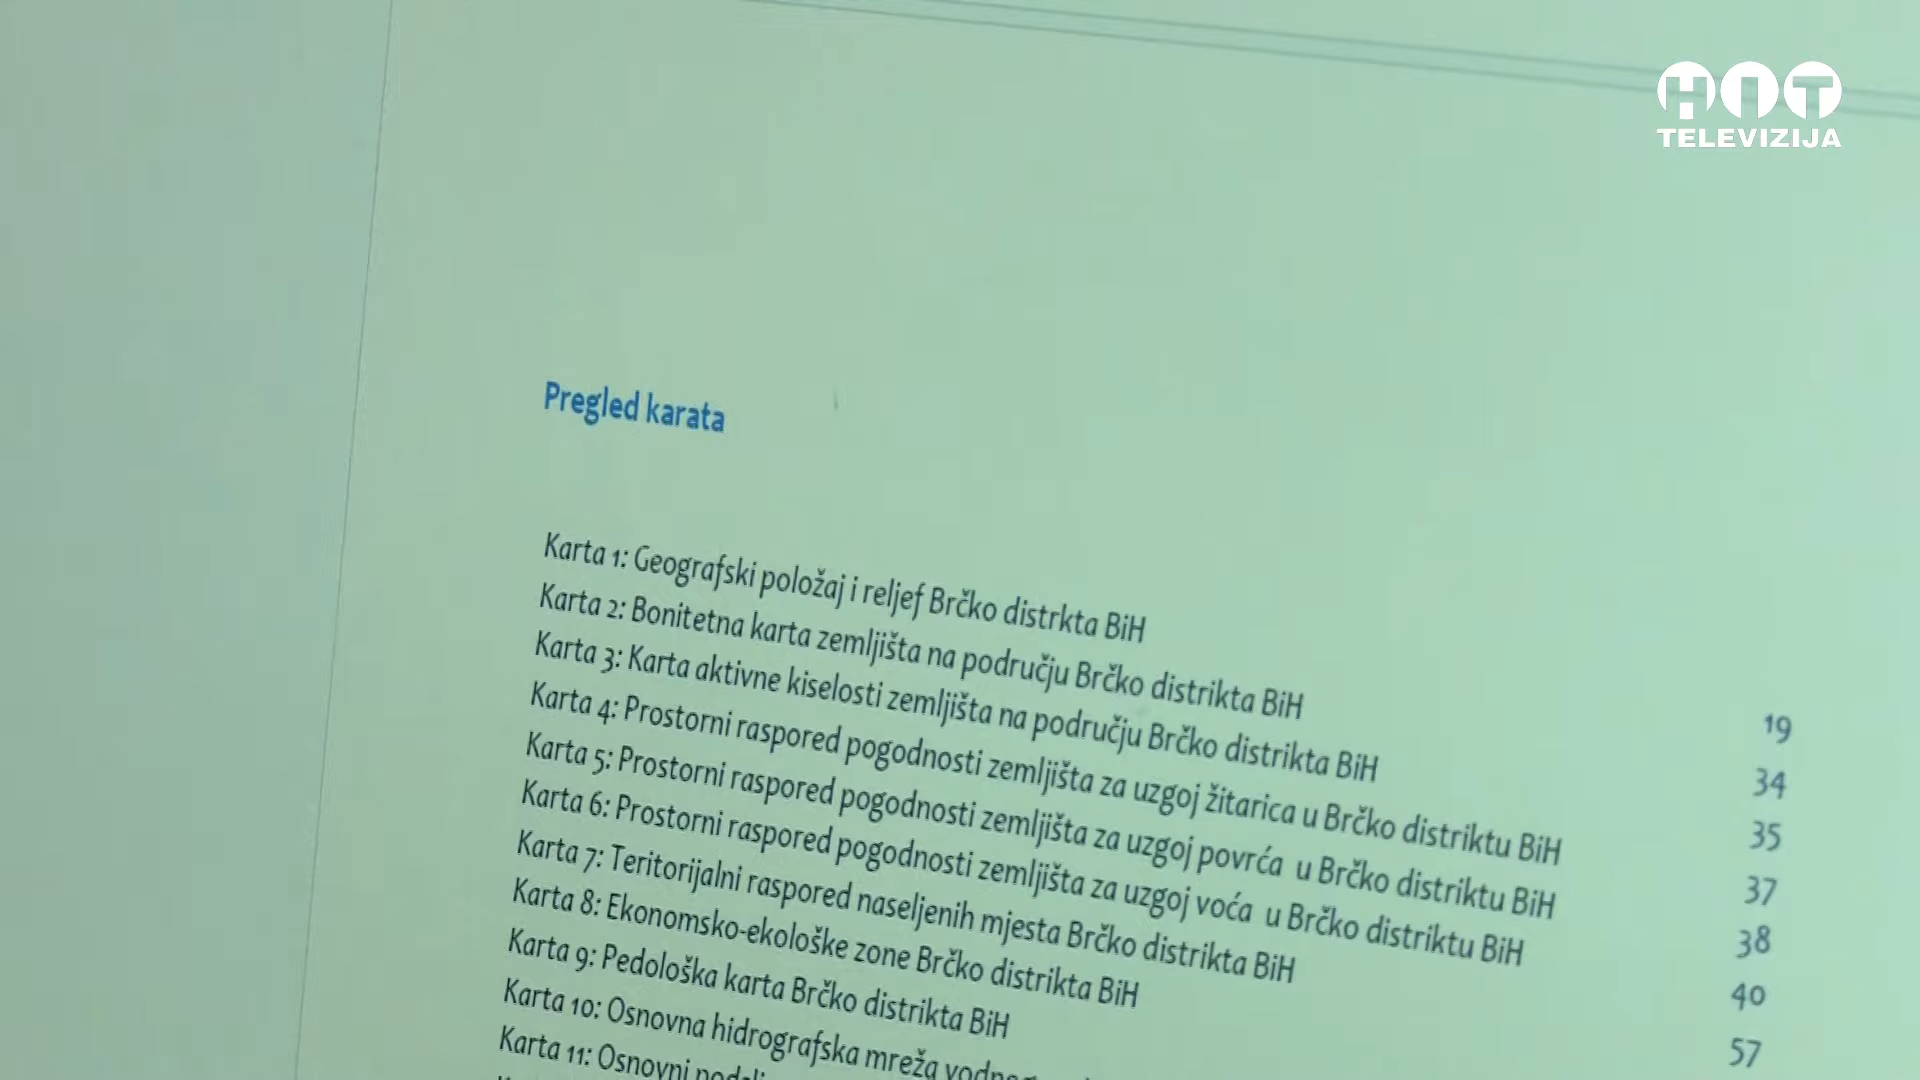 HIT
TELEVIZIJA
Pregled karata
Karta 1: Geografski položaj i reljef Brčko distrkta BiH 19
Karta 2: Bonitetna karta zemljišta na području Brčko distrikta BiH 34
Karta 3: Karta aktivne kiselosti zemljišta na području Brčko distrikta BiH 35
Karta 4: Prostorni raspored pogodnosti zemljišta za uzgoj žitarica u Brčko distriktu BiH 37
Karta 5: Prostorni raspored pogodnosti zemljišta za uzgoj povrća u Brčko distriktu BiH 38
Karta 6: Prostorni raspored pogodnosti zemljišta za uzgoj voća u Brčko distriktu BiH 40
Karta 7: Teritorijalni raspored naseljenih mjesta Brčko distrikta BiH 57
Karta 8: Ekonomsko-ekološke zone Brčko distrikta BiH
Karta 9: Pedološka karta Brčko distrikta BiH
Karta 10: Osnovna hidrografska mreža
Karta 11: Osnovni